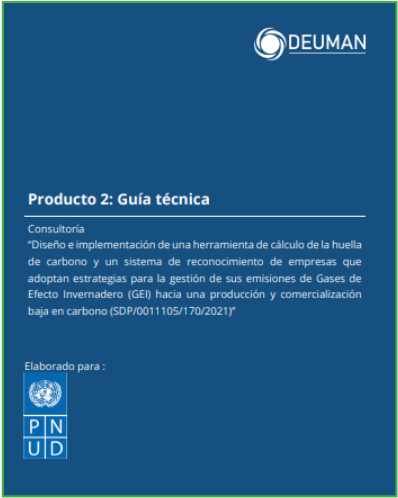 DEUMAN
Producto 2: Guía técnica
Consultoría
“Diseño e implementación de una herramienta de cálculo de la huella
de carbono y un sistema de reconocimiento de empresas que
adoptan estrategias para la gestión de sus emisiones de Gases de
Efecto Invernadero (GEI) hacia una producción y comercialización
baja en carbono (SDP/0011105/170/2021)”
Elaborado para :
P N
U D